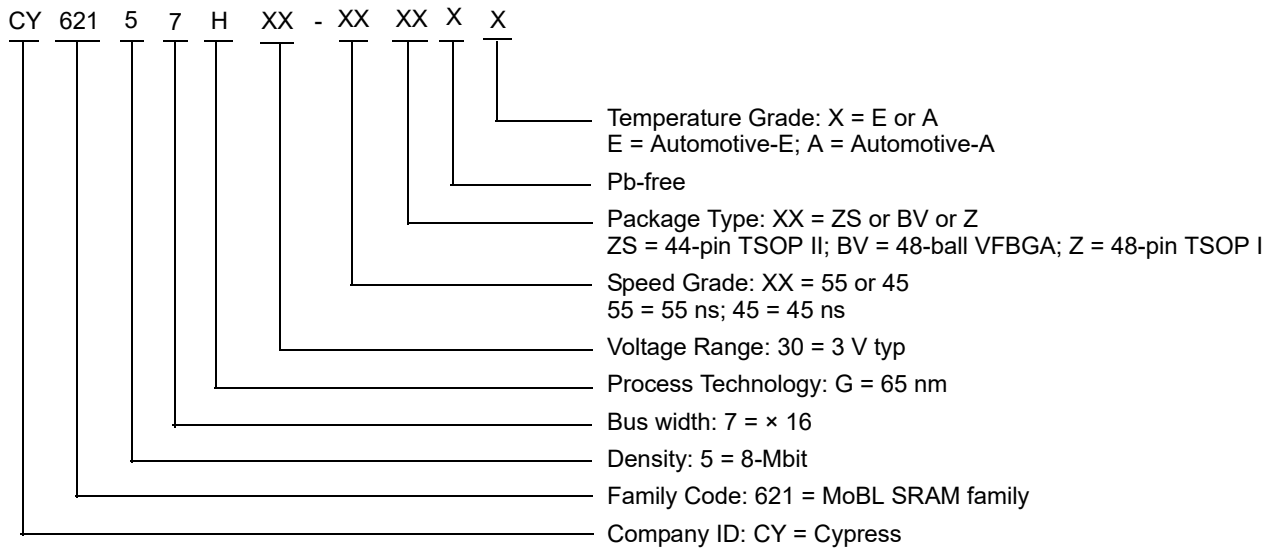 CY 621 5 7 H XX - XX XX X X
Temperature Grade: X = E or A
E = Automotive-E; A = Automotive-A
Pb-free
Package Type: XX = ZS or BV or Z
ZS = 44-pin TSOP II; BV = 48-ball VFBGA; Z = 48-pin TSOP I
Speed Grade: XX = 55 or 45
55 = 55 ns; 45 = 45 ns
Voltage Range: 30 = 3 V typ
Process Technology: G = 65 nm
Bus width: 7 = × 16
Density: 5 = 8-Mbit
Family Code: 621 = MoBL SRAM family
Company ID: CY = Cypress